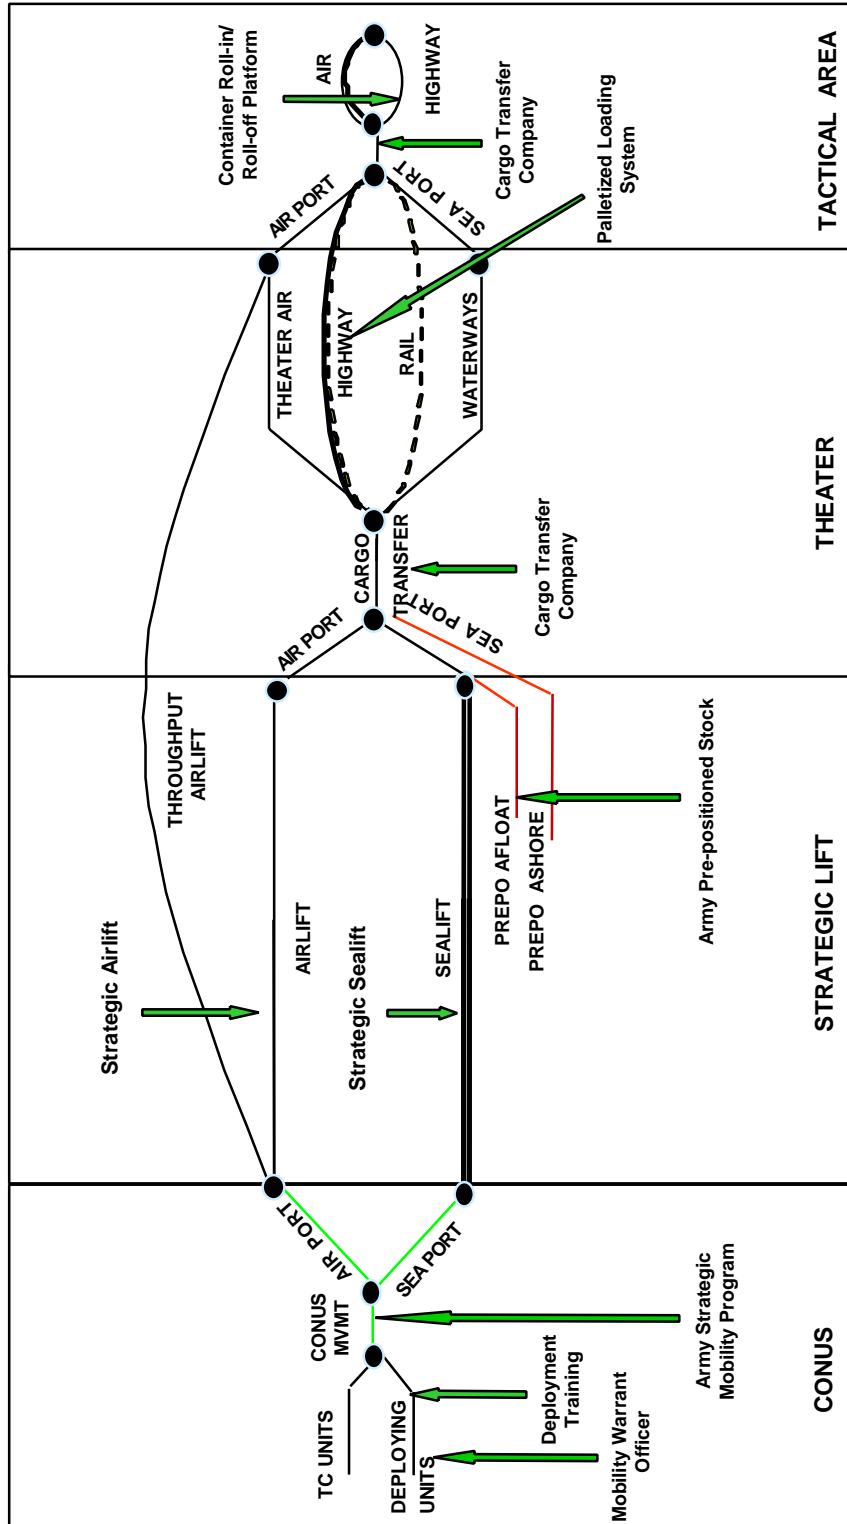 TC UNITS
DEPLOYING
UNITS
CONUS
MVMT
AIR PORT
SEA PORT
Deployment
Training
Mobility Warrant
Officer
Army Strategic
Mobility Program
CONUS
Strategic Airlift
THROUGHPUT
AIRLIFT
AIRLIFT
Strategic Sealift
SEALIFT
PREPO AFLOAT
PREPO ASHORE
Army Pre-positioned Stock
STRATEGIC LIFT
AIR PORT
CARGO
TRANSFER
SEA PORT
Cargo Transfer
Company
THEATER AIR
HIGHWAY
RAIL
WATERWAYS
THEATER
Container Roll-in/
Roll-off Platform
AIR
HIGHWAY
AIR PORT
SEA PORT
Cargo Transfer
Company
Palletized Loading
System
TACTICAL AREA